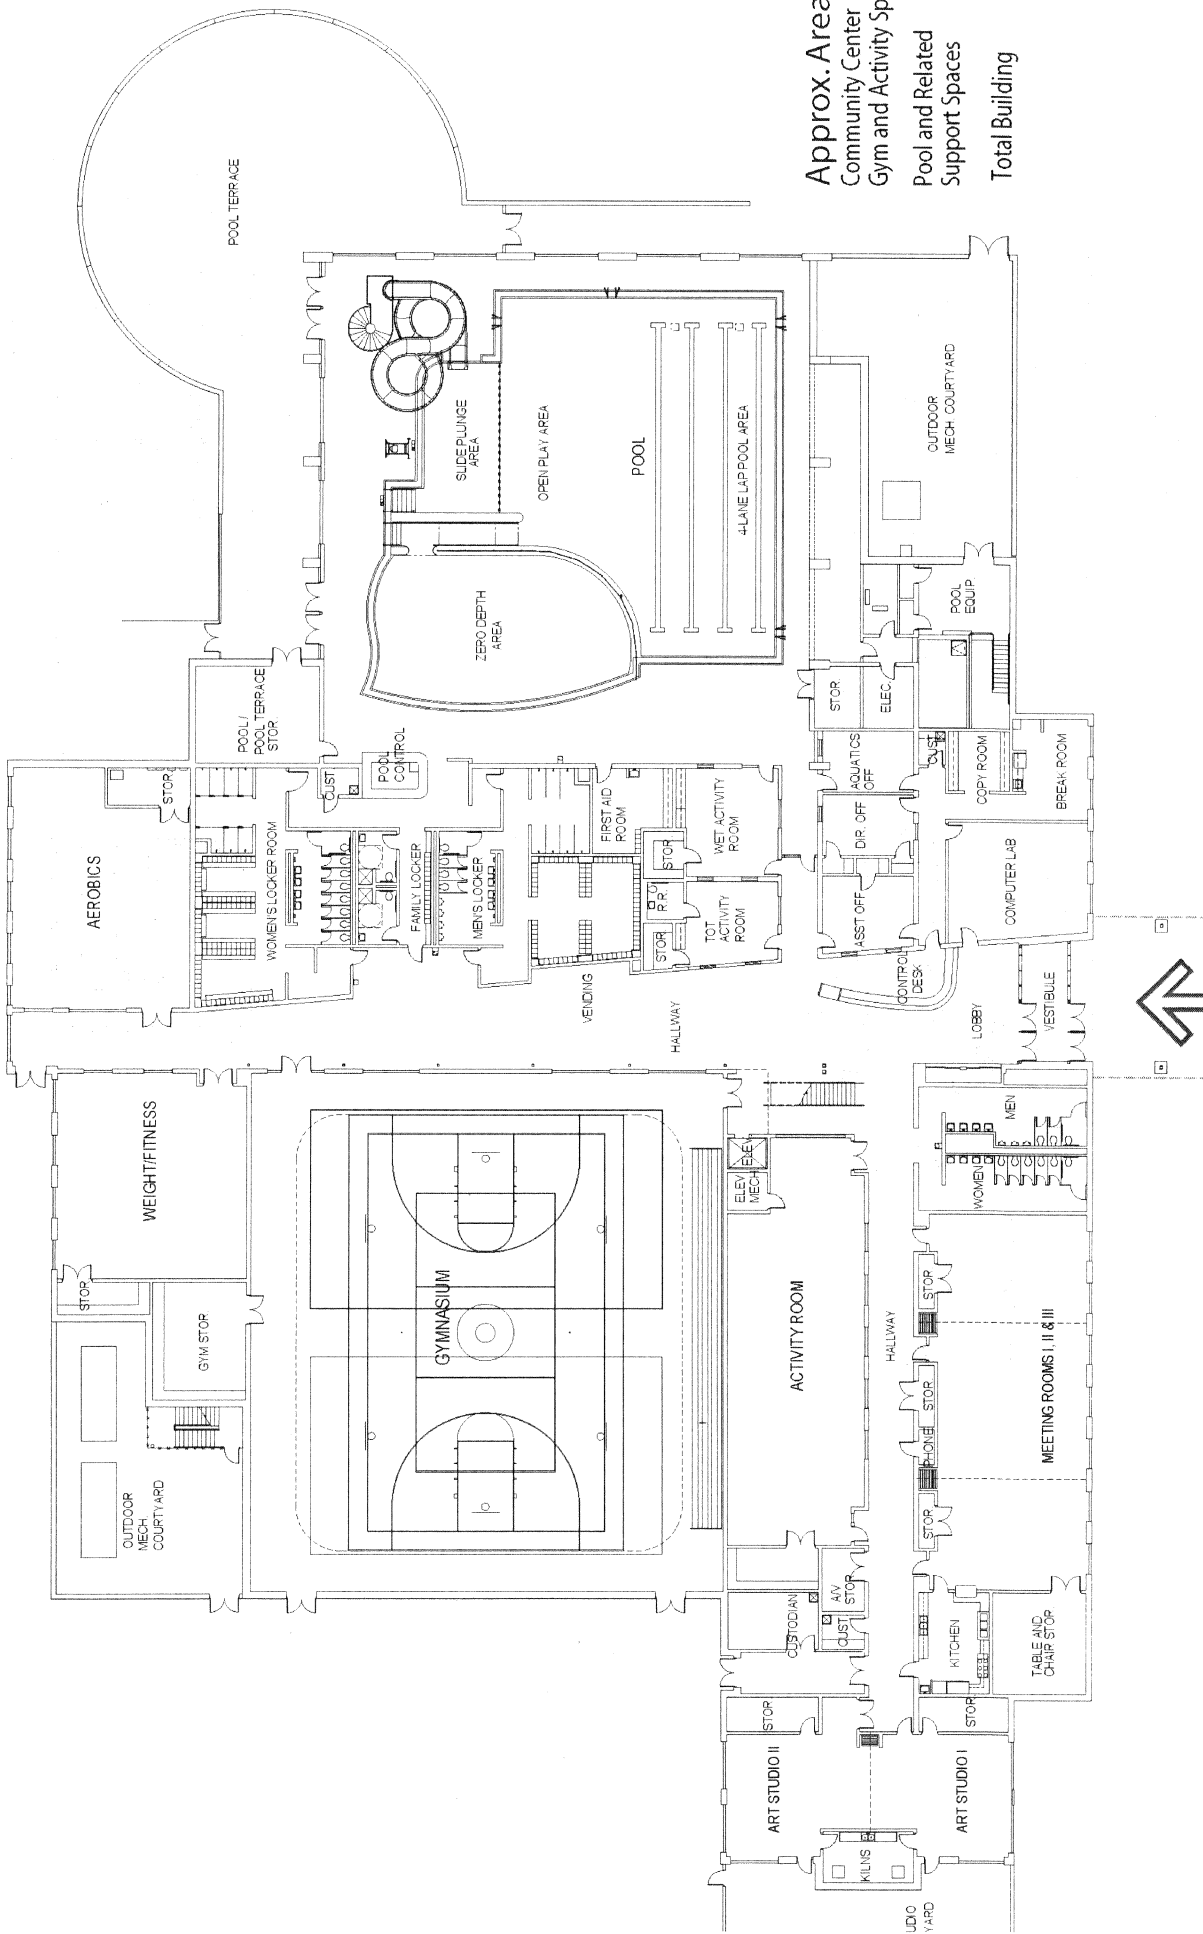 POOL TERRACE
AEROBICS
STOR.
POOL /
POOL TERRACE
STOR.
WEIGHT/FITNESS
STOR
GYM STOR
OUTDOOR
MECH.
COURTYARD
WOMEN'S LOCKER ROOM
CUST
POOL
CONTROL
FAMILY LOCKER
MEN'S LOCKER
FIRST AID
ROOM
STOR
WET ACTIVITY
ROOM
R.R.
STOR
TOT
ACTIVITY
ROOM
VENDING
HALLWAY
SLIDE PLUNGE
AREA
OPEN PLAY AREA
ZERO DEPTH
AREA
POOL
4-LANE LAP POOL AREA
GYMNASIUM
ELEV
ELEV
MECH
ACTIVITY ROOM
CUSTODIAN
A/V
STOR
CUST
STOR.
ART STUDIO II
KILNS
ART STUDIO I
STOR.
UDIO
YARD
HALLWAY
STOR
STOR
PHONE
STOR
KITCHEN
TABLE AND
CHAIR STOR.
MEETING ROOMS I, II & III
WOMEN
MEN
LOBBY
VESTIBULE
CONTROL
DESK
ASST OFF
DIR. OFF
AQUATICS
OFF
STOR.
ELEC.
CUST
COPY ROOM
BREAK ROOM
COMPUTER LAB
POOL
EQUIP
OUTDOOR
MECH. COURTYARD
Approx. Area
Community Center
Gym and Activity Sp
Pool and Related
Support Spaces
Total Building